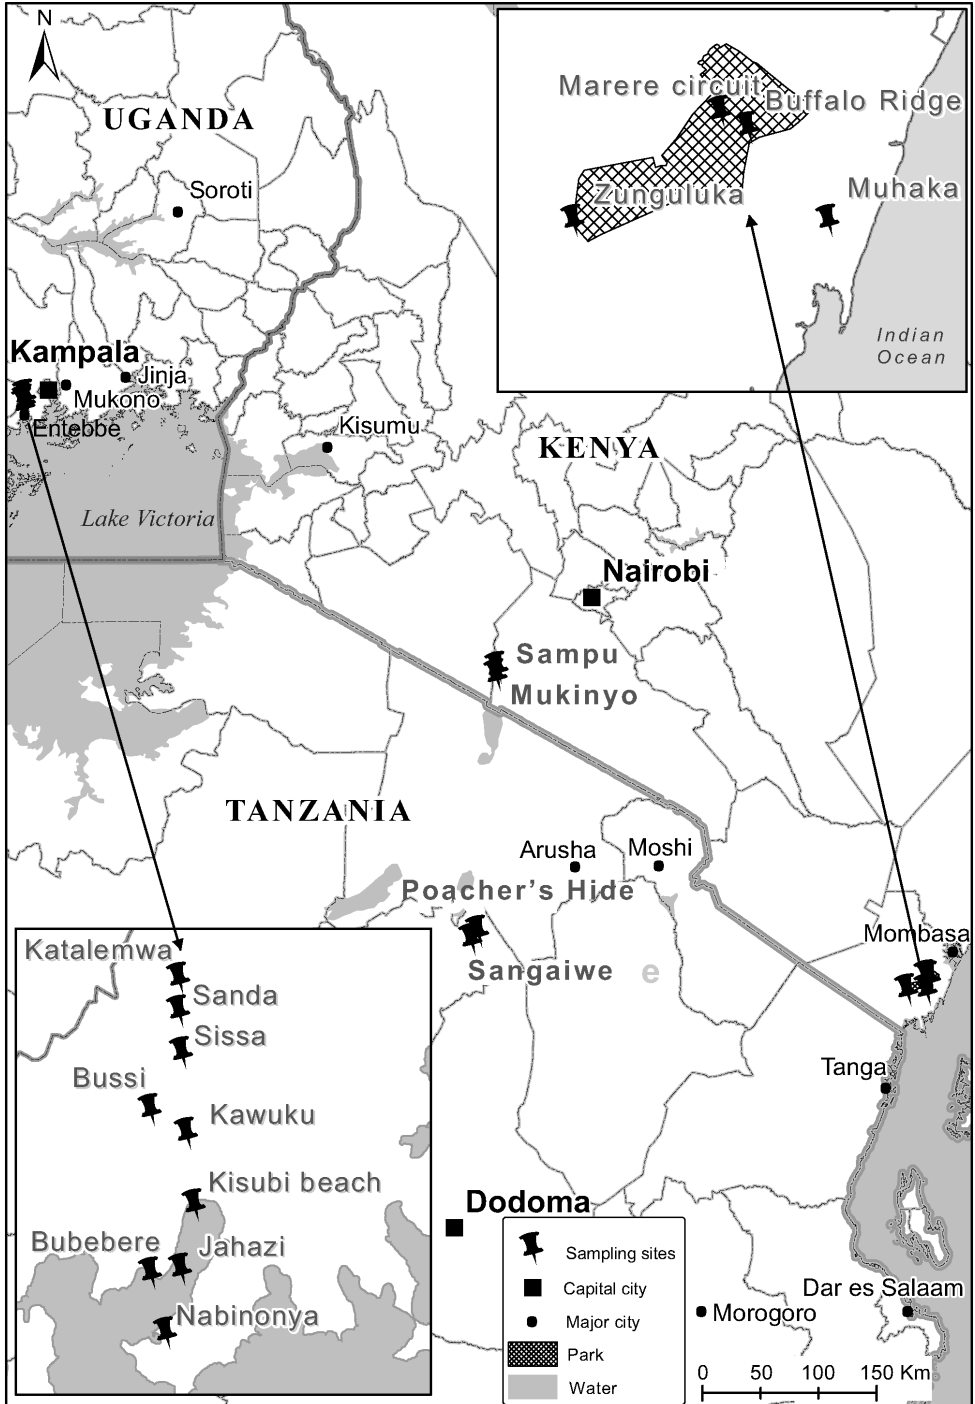 N
UGANDA
Soroti
Kampala
Jinja
Mukono
Entebbe
Kisumu
Lake Victoria
KENYA
Nairobi
Sampu
Mukinyo
TANZANIA
Arusha
Moshi
Poacher's Hide
Sangaiwe
e
Mombasa
Tanga
Dodoma
Dar es Salaam
Morogoro
Marere circuit
Buffalo Ridge
Zunguluka
Muhaka
Indian
Ocean
Katalemwa
Sanda
Sissa
Bussi
Kawuku
Kisubi beach
Bubebere
Jahazi
Nabinonya
Sampling sites
Capital city
Major city
Park
Water
0 50 100 150 Km